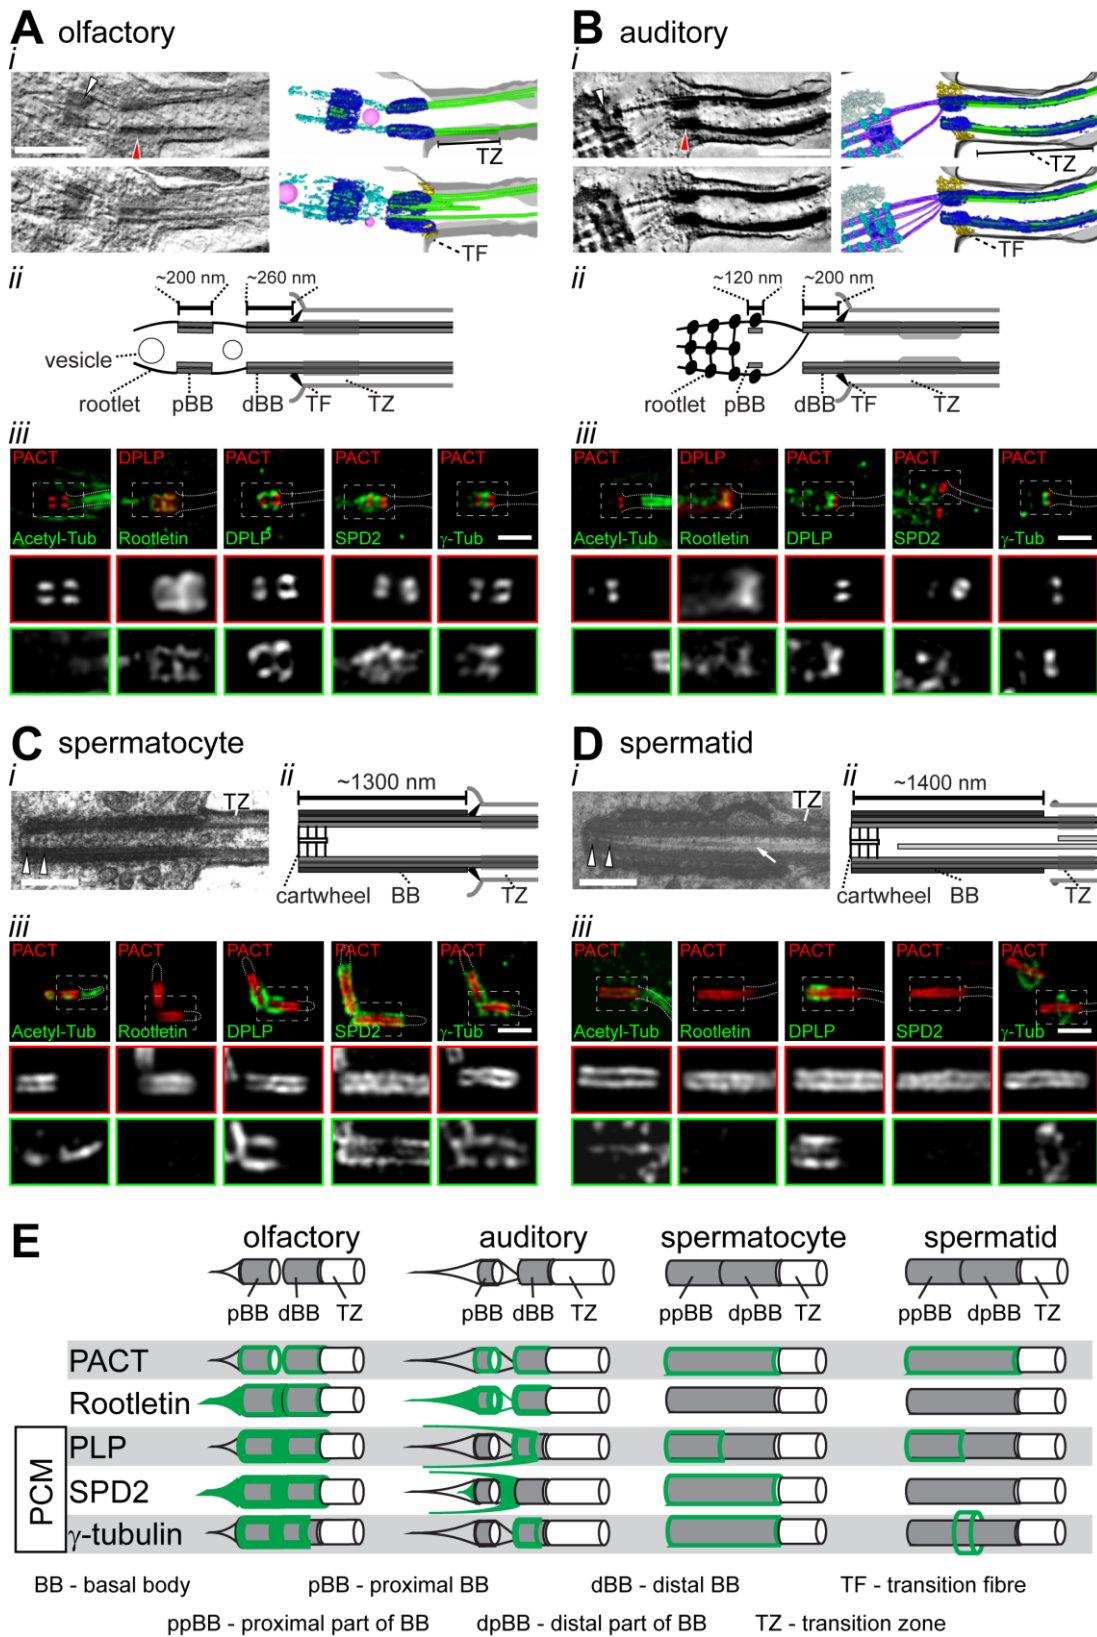 A olfactory
i
TZ
TF
ii
~200 nm ~260 nm
vesicle
rootlet pBB dBB TF TZ
iii
PACT DPLP PACT PACT PACT
Acetyl-Tub Rootletin DPLP SPD2 γ-Tub
B auditory
i
TZ
TF
ii
~120 nm ~200 nm
rootlet pBB dBB TF TZ
iii
PACT DPLP PACT PACT PACT
Acetyl-Tub Rootletin DPLP SPD2 γ-Tub
C spermatocyte
i
TZ
ii
~1300 nm
cartwheel BB TZ
iii
PACT PACT PACT PACT PACT
Acetyl-Tub Rootletin DPLP SPD2 γ-Tub
D spermatid
i
TZ
ii
~1400 nm
cartwheel BB TZ
iii
PACT PACT PACT PACT PACT
Acetyl-Tub Rootletin DPLP SPD2 γ-Tub
E
olfactory auditory spermatocyte spermatid
pBB dBB TZ pBB dBB TZ ppBB dpBB TZ ppBB dpBB TZ
PACT
Rootletin
PCM
PLP
SPD2
γ-tubulin
BB - basal body pBB - proximal BB dBB - distal BB TF - transition fibre
ppBB - proximal part of BB dpBB - distal part of BB TZ - transition zone